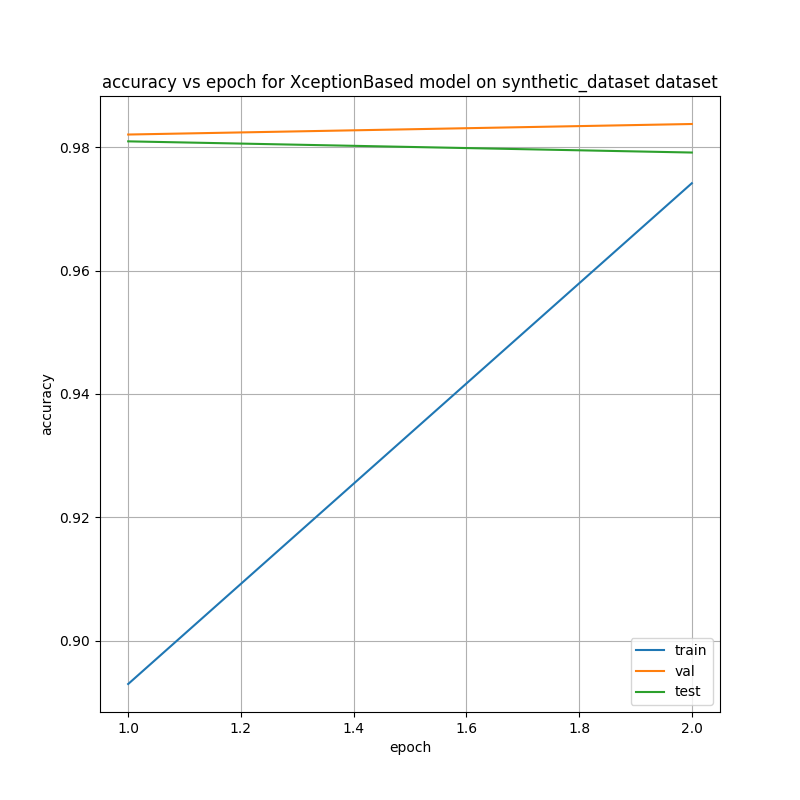 accuracy vs epoch for XceptionBased model on synthetic_dataset dataset
0.98
0.96
0.94
0.92
0.90
accuracy
train
val
test
1.0 1.2 1.4 1.6 1.8 2.0
epoch